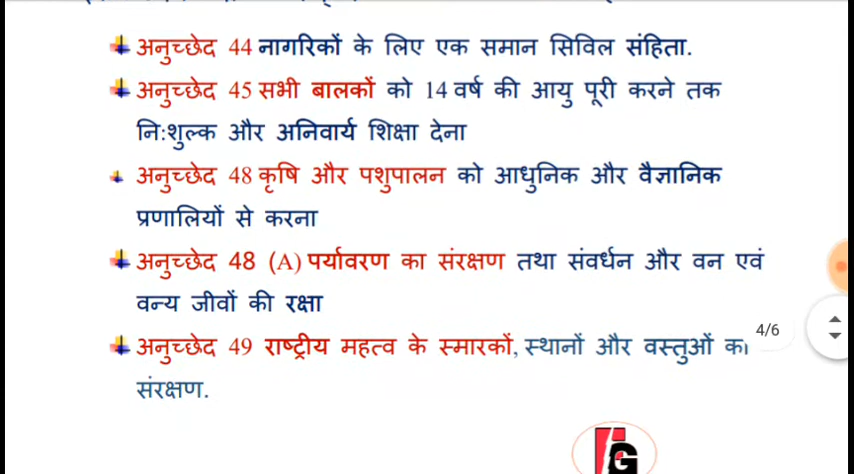 अनुच्छेद 44 नागरिकों के लिए एक समान सिविल संहिता.
अनुच्छेद 45 सभी बालकों को 14 वर्ष की आयु पूरी करने तक
नि:शुल्क और अनिवार्य शिक्षा देना
अनुच्छेद 48 कृषि और पशुपालन को आधुनिक और वैज्ञानिक
प्रणालियों से करना
अनुच्छेद 48 (A) पर्यावरण का संरक्षण तथा संवर्धन और वन एवं
वन्य जीवों की रक्षा
अनुच्छेद 49 राष्ट्रीय महत्व के स्मारकों, स्थानों और वस्तुओं का
संरक्षण.
4/6
G